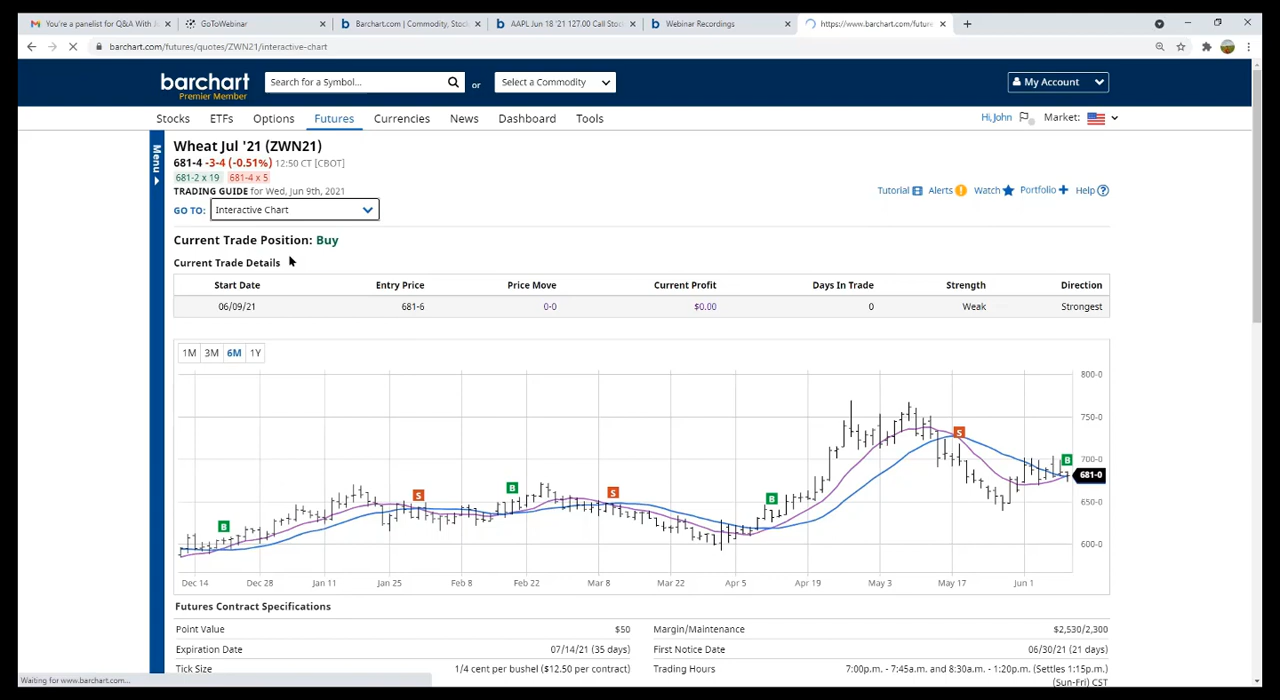 You're a panelist for Q&A With J
GoToWebinar
Barchart.com | Commodity, Stoc
AAPL Jun 18 '21 127.00 Call Stoc
Webinar Recordings
https://www.barchart.com/future
barchart.com/futures/quotes/ZWN21/interactive-chart
barchart
Premier Member
Search for a Symbol...
or
Select a Commodity
My Account
Stocks ETFs Options Futures Currencies News Dashboard Tools
Hi, John
Market:
Menu
Wheat Jul '21 (ZWN21)
681-4 -3-4 (-0.51%) 12:50 CT [CBOT]
681-2 x 19 681-4 x 5
TRADING GUIDE for Wed, Jun 9th, 2021
Tutorial Alerts Watch Portfolio Help
GO TO: Interactive Chart
Current Trade Position: Buy
Current Trade Details
Start Date Entry Price Price Move Current Profit Days In Trade Strength Direction
06/09/21 681-6 0-0 $0.00 0 Weak Strongest
1M 3M 6M 1Y
800-0
750-0
S
700-0
B
681-0
B S B S B
650-0
600-0
Dec 14 Dec 28 Jan 11 Jan 25 Feb 8 Feb 22 Mar 8 Mar 22 Apr 5 Apr 19 May 3 May 17 Jun 1
Futures Contract Specifications
Point Value $50 Margin/Maintenance $2,530/2,300
Expiration Date 07/14/21 (35 days) First Notice Date 06/30/21 (21 days)
Tick Size 1/4 cent per bushel ($12.50 per contract) Trading Hours 7:00p.m. - 7:45a.m. and 8:30a.m. - 1:20p.m. (Settles 1:15p.m.)
(Sun-Fri) CST
Waiting for www.barchart.com...